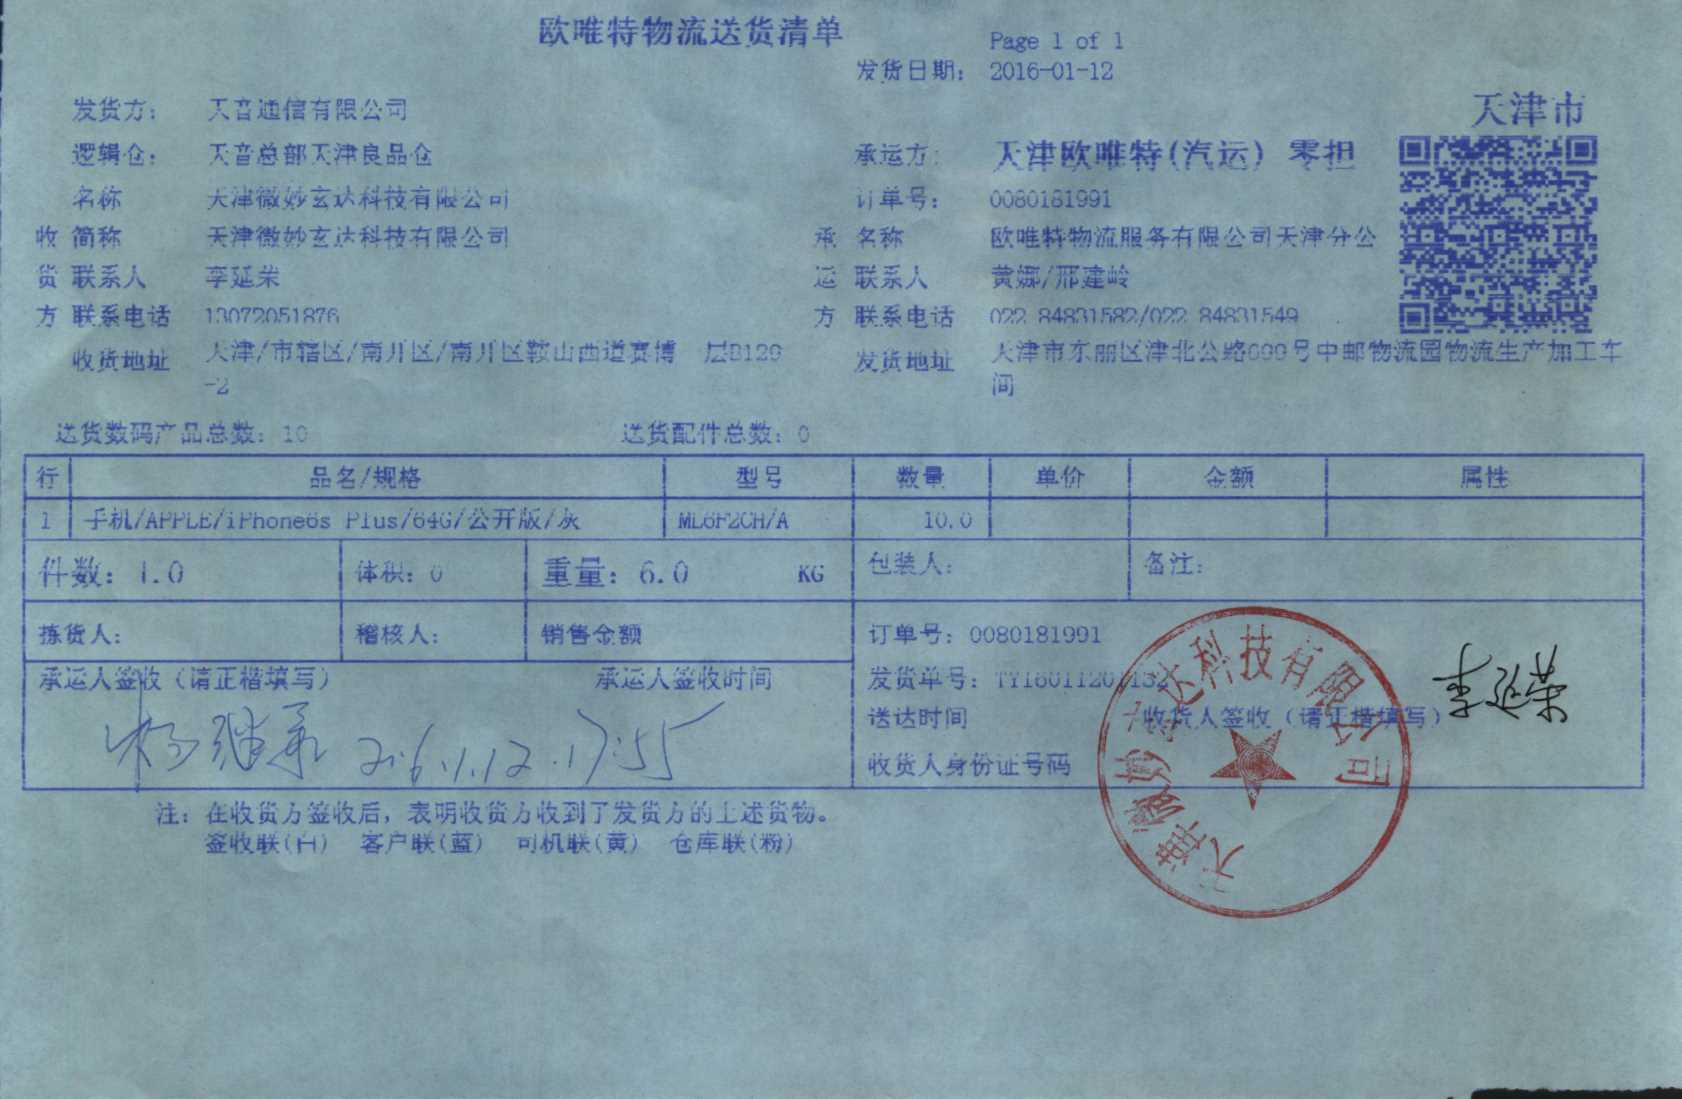 欧唯特物流送货清单
Page 1 of 1
发货日期： 2016-01-12
天津市
发货方： 天音通信有限公司
逻辑仓： 天音总部天津良品仓 承运方： 天津欧唯特(汽运) 零担
名称 天津微妙玄达科技有限公司 订单号： 0080181991
收 简称 天津微妙玄达科技有限公司 承 名称 欧唯特物流服务有限公司天津分公
货 联系人 李延荣 运 联系人 黄娜/邢建岭
方 联系电话 13072051876 方 联系电话 022-84831582/022-84831549
收货地址 天津/市辖区/南开区/南开区鞍山西道赛博 层B129 发货地址 天津市东丽区津北公路699号中邮物流园物流生产加工车
-2 间
送货数码产品总数： 10 送货配件总数： 0
行 品名/规格 型号 数量 单价 金额 属性
1 手机/APPLE/iPhone6s Plus/64G/公开版/灰 ML6F2CH/A 10.0
件数： 1.0 体积： 0 重量： 6.0 KG 包装人： 备注：
拣货人： 稽核人： 销售金额 订单号： 0080181991
承运人签收（请正楷填写） 承运人签收时间 发货单号：
送达时间 收货人签收（请正楷填写） 李延荣
2016.1.12.17:55
收货人身份证号码
天津微妙玄达科技有限公司
注： 在收货方签收后，表明收货方收到了发货方的上述货物。
签收联(白) 客户联(蓝) 司机联(黄) 仓库联(粉)